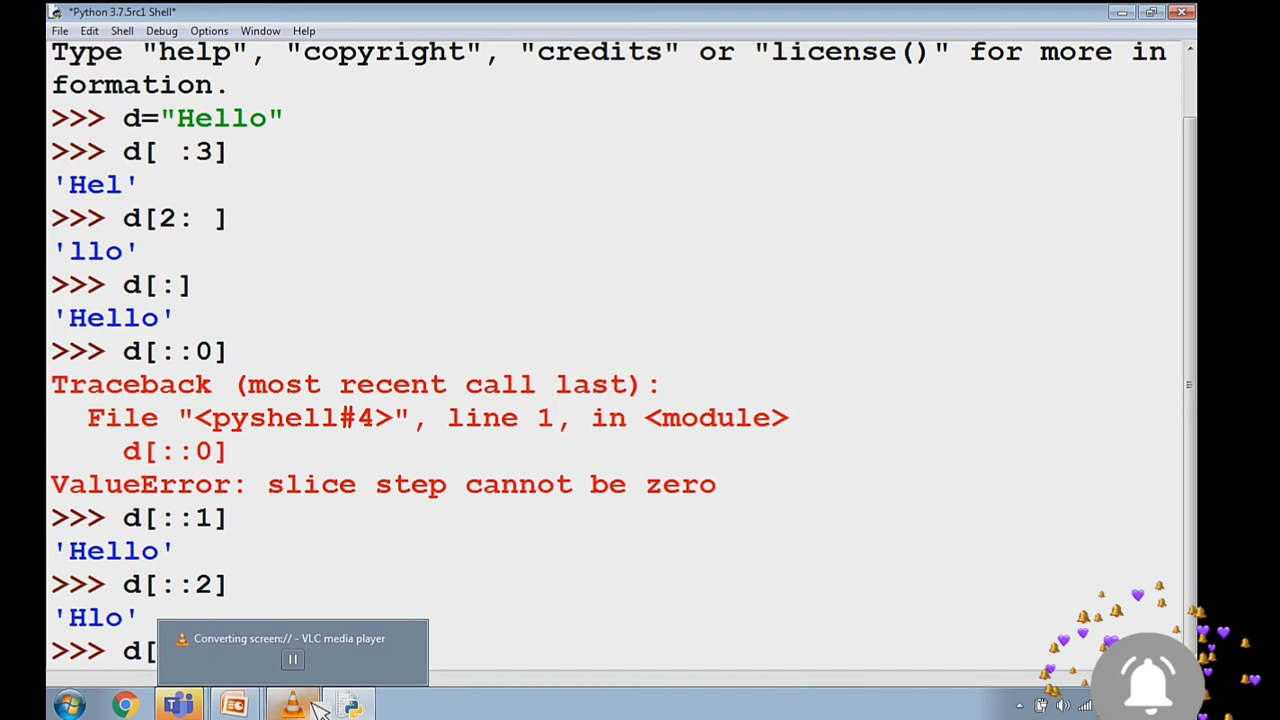 *Python 3.7.5rc1 Shell*
File Edit Shell Debug Options Window Help
Type "help", "copyright", "credits" or "license()" for more in
formation.
>>> d="Hello"
>>> d[ :3]
'Hel'
>>> d[2: ]
'llo'
>>> d[:]
'Hello'
>>> d[::0]
Traceback (most recent call last):
  File "<pyshell#4>", line 1, in <module>
    d[::0]
ValueError: slice step cannot be zero
>>> d[::1]
'Hello'
>>> d[::2]
'Hlo'
Converting screen:// - VLC media player
>>> d[